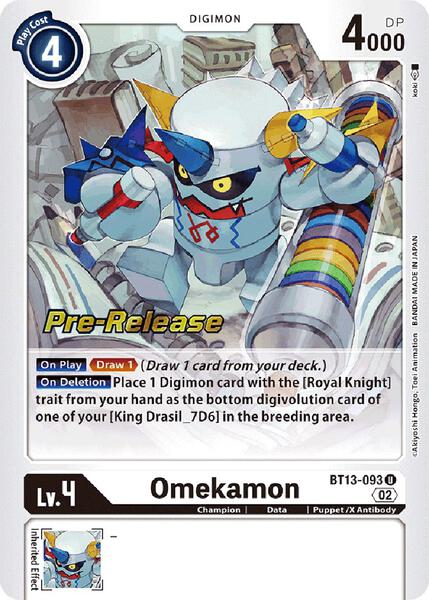 DIGIMON
Play Cost
4
DP
4000
koki
Pre-Release
On Play Draw 1 (Draw 1 card from your deck.)
On Deletion Place 1 Digimon card with the [Royal Knight]
trait from your hand as the bottom digivolution card of
one of your [King Drasil_7D6] in the breeding area.
©Akiyoshi Hongo, Toei Animation BANDAI MADE IN JAPAN
Lv.4
Omekamon
BT13-093 U
02
Champion | Data | Puppet/X Antibody
Inherited Effect
-